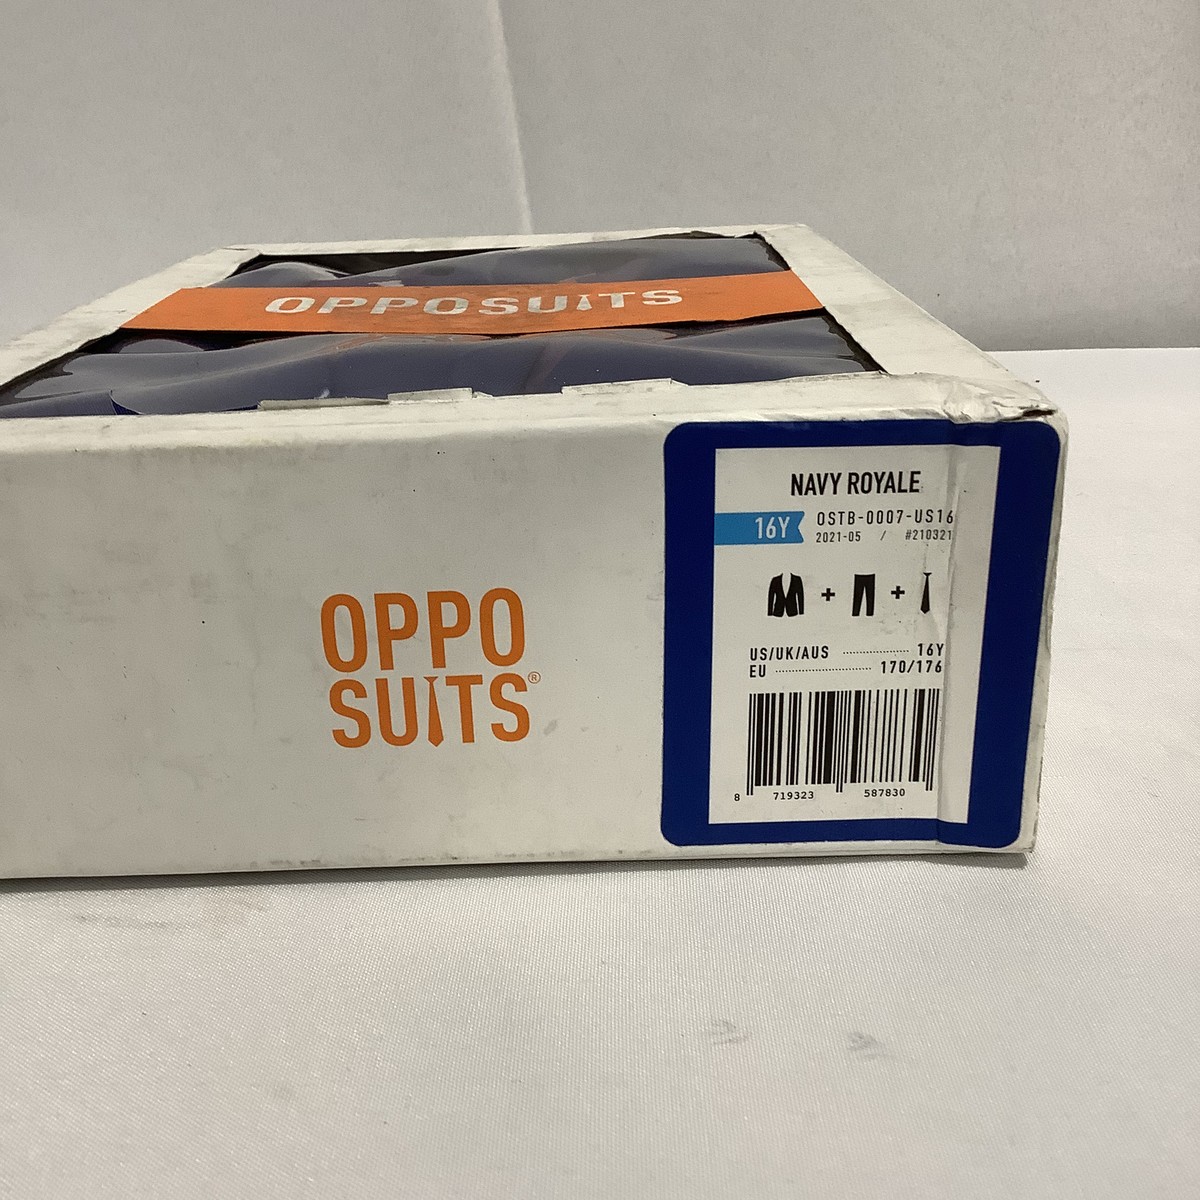 OPPOSUITS
OPPO
SUITS®
NAVY ROYALE
16Y
OSTB-0007-US16
2021-05 / #210321
+ +
US/UK/AUS 16Y
EU 170/176
8 719323 587830